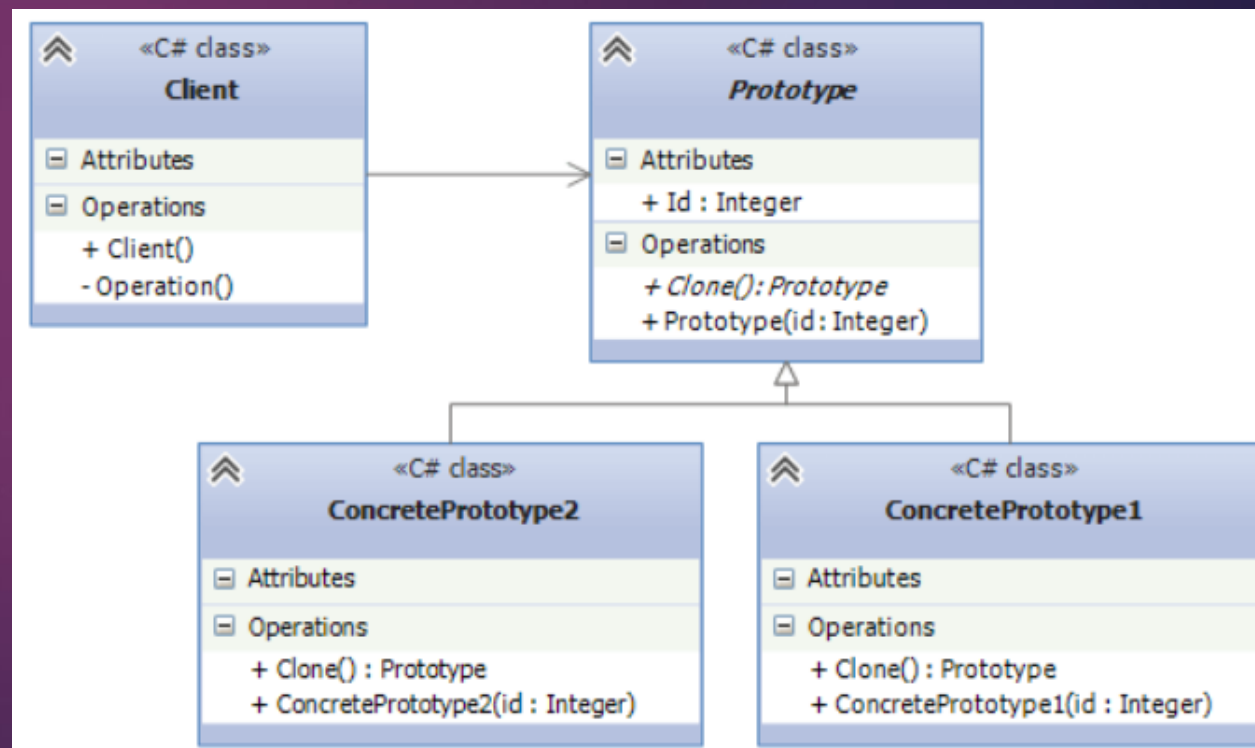 «C# class»
Client
Attributes
Operations
+ Client()
- Operation()
«C# class»
Prototype
Attributes
+ Id : Integer
Operations
+ Clone(): Prototype
+ Prototype(id : Integer)
«C# class»
ConcretePrototype2
Attributes
Operations
+ Clone() : Prototype
+ ConcretePrototype2(id : Integer)
«C# class»
ConcretePrototype1
Attributes
Operations
+ Clone() : Prototype
+ ConcretePrototype1(id : Integer)